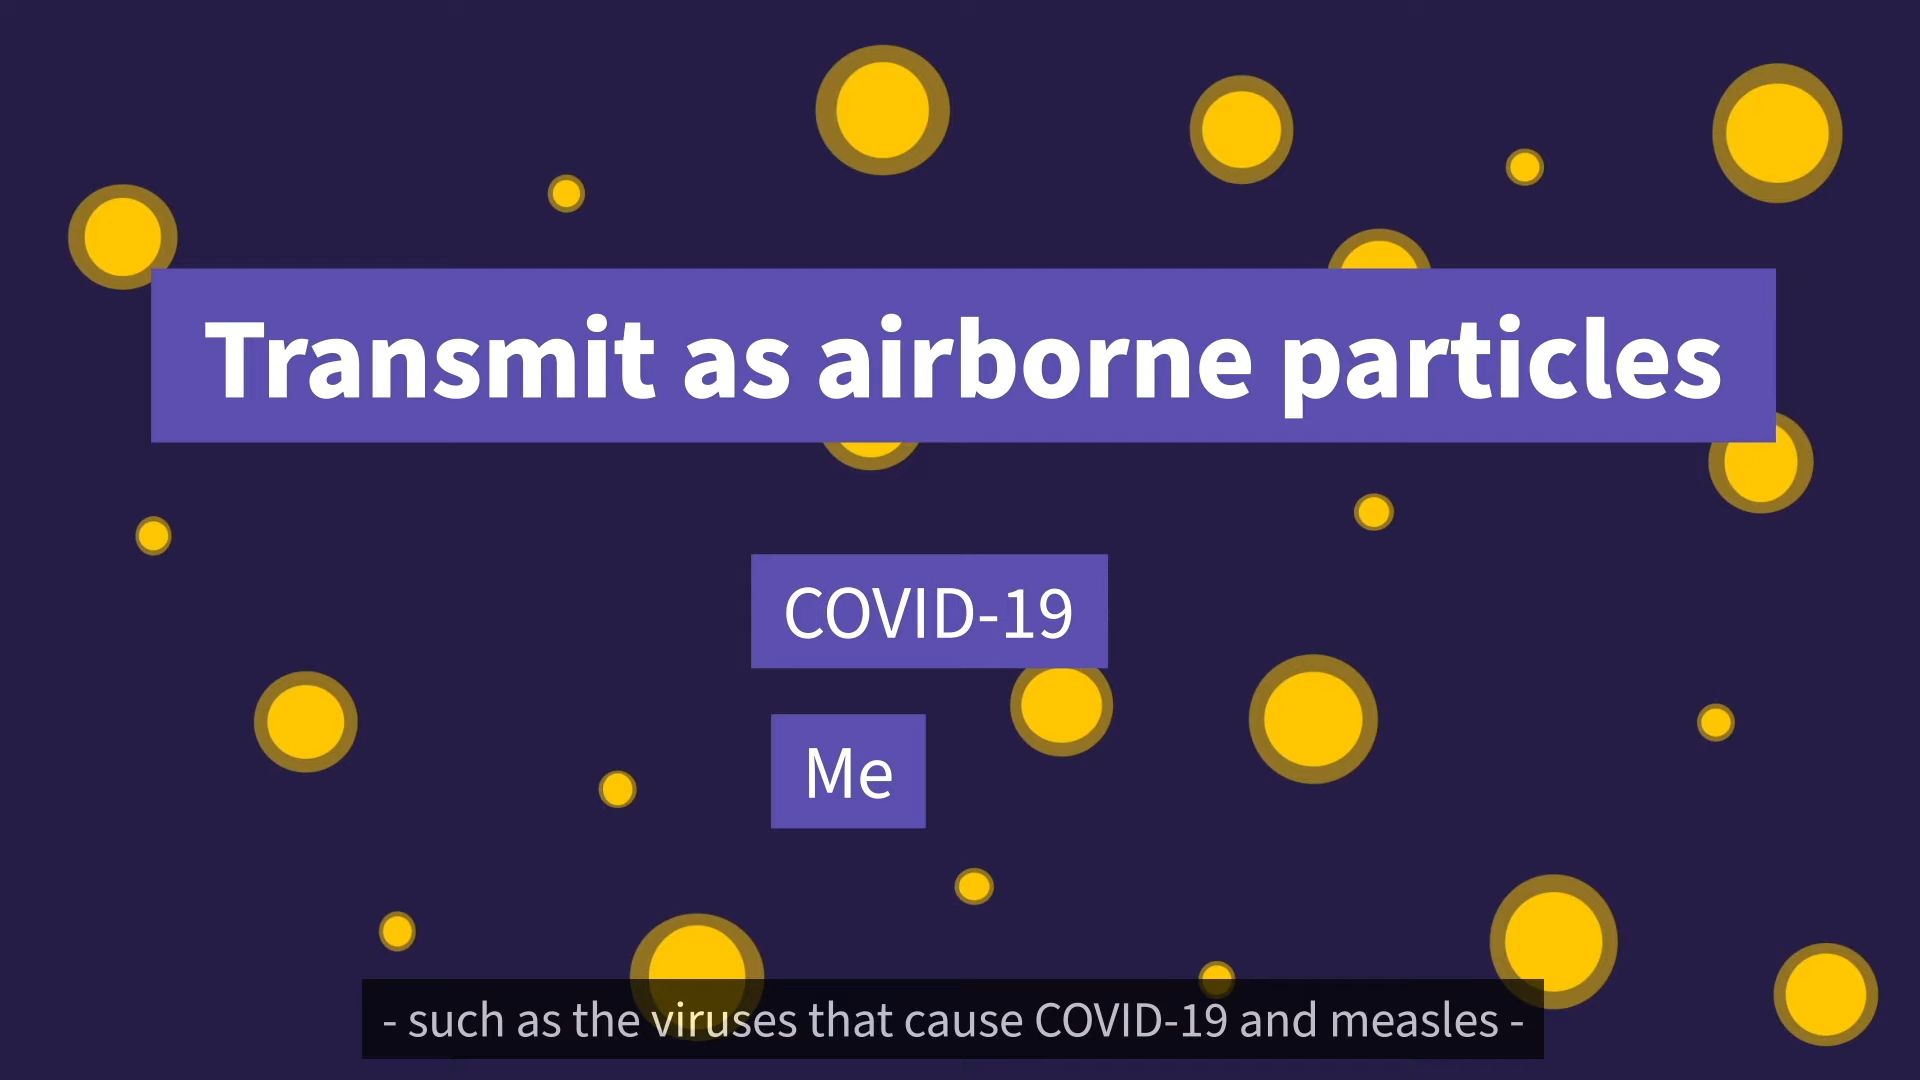 Transmit as airborne particles
COVID-19
Me
- such as the viruses that cause COVID-19 and measles -